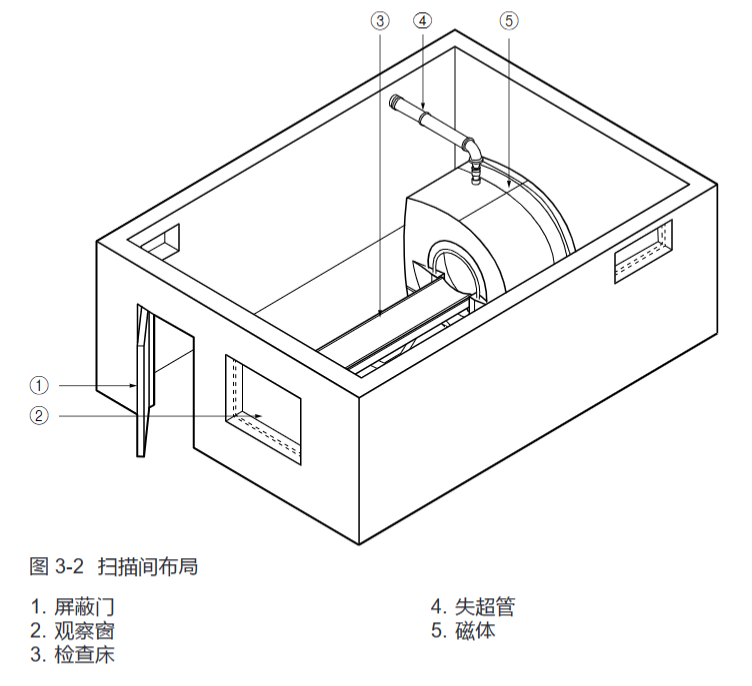 ③ ④ ⑤
①
②
图 3-2 扫描间布局
1. 屏蔽门
2. 观察窗
3. 检查床
4. 失超管
5. 磁体